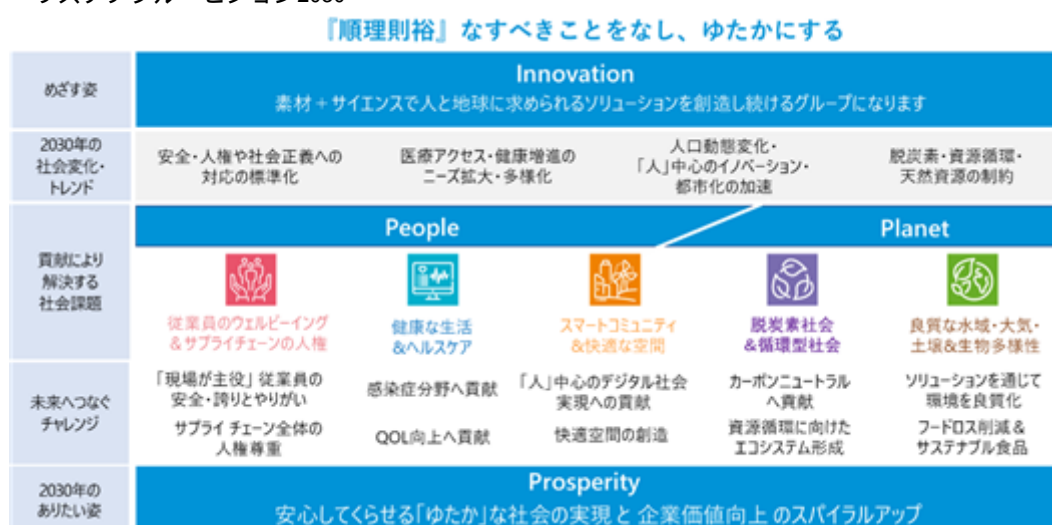 『順理則裕』なすべきことをなし、ゆたかにする
めざす姿
Innovation
素材+サイエンスで人と地球に求められるソリューションを創造し続けるグループになります
2030年の
社会変化・
トレンド
安全・人権や社会正義への
対応の標準化
医療アクセス・健康増進の
ニーズ拡大・多様化
人口動態変化・
「人」中心のイノベーション・
都市化の加速
脱炭素・資源循環・
天然資源の制約
貢献により
解決する
社会課題
People
Planet
従業員のウェルビーイング
&サプライチェーンの人権
健康な生活
&ヘルスケア
スマートコミュニティ
&快適な空間
脱炭素社会
&循環型社会
良質な水域・大気・
土壌&生物多様性
未来へつなぐ
チャレンジ
「現場が主役」従業員の
安全・誇りとやりがい
サプライ チェーン全体の
人権尊重
感染症分野へ貢献
QOL向上へ貢献
「人」中心のデジタル社会
実現への貢献
快適空間の創造
カーボンニュートラル
へ貢献
資源循環に向けた
エコシステム形成
ソリューションを通じて
環境を良質化
フードロス削減&
サステナブル食品
2030年の
ありたい姿
Prosperity
安心してくらせる「ゆたか」な社会の実現と 企業価値向上 のスパイラルアップ